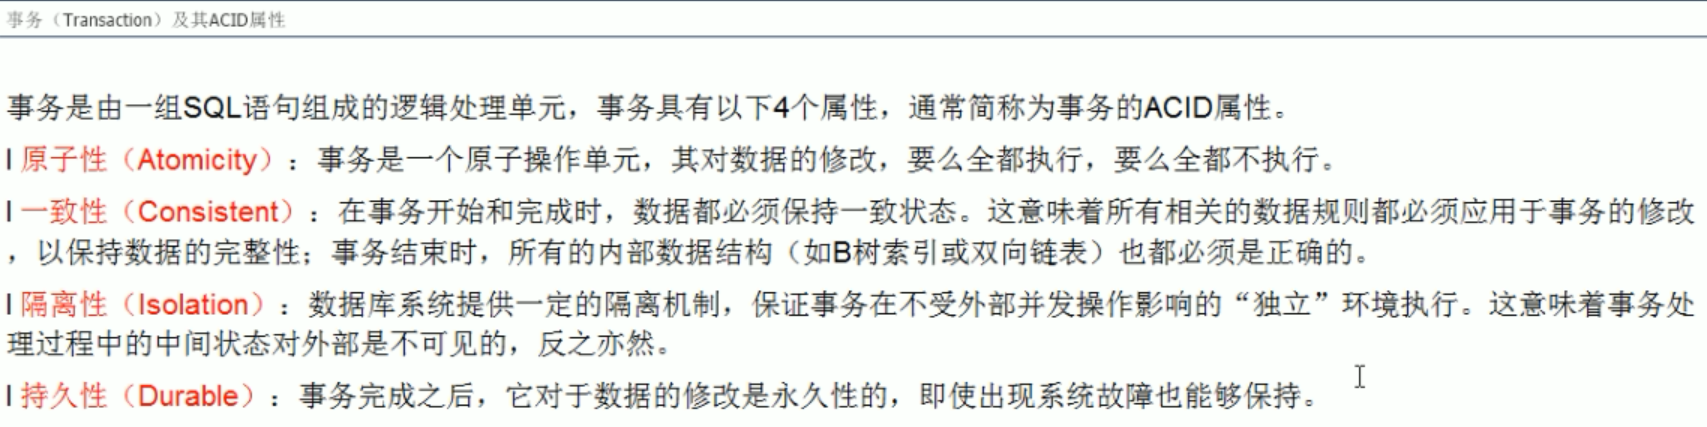 事务（Transaction）及其ACID属性
事务是由一组SQL语句组成的逻辑处理单元，事务具有以下4个属性，通常简称为事务的ACID属性。
l 原子性（Atomicity）：事务是一个原子操作单元，其对数据的修改，要么全都执行，要么全都不执行。
l 一致性（Consistent）：在事务开始和完成时，数据都必须保持一致状态。这意味着所有相关的数据规则都必须应用于事务的修改
，以保持数据的完整性；事务结束时，所有的内部数据结构（如B树索引或双向链表）也都必须是正确的。
l 隔离性（Isolation）：数据库系统提供一定的隔离机制，保证事务在不受外部并发操作影响的“独立”环境执行。这意味着事务处
理过程中的中间状态对外部是不可见的，反之亦然。
l 持久性（Durable）：事务完成之后，它对于数据的修改是永久性的，即使出现系统故障也能够保持。